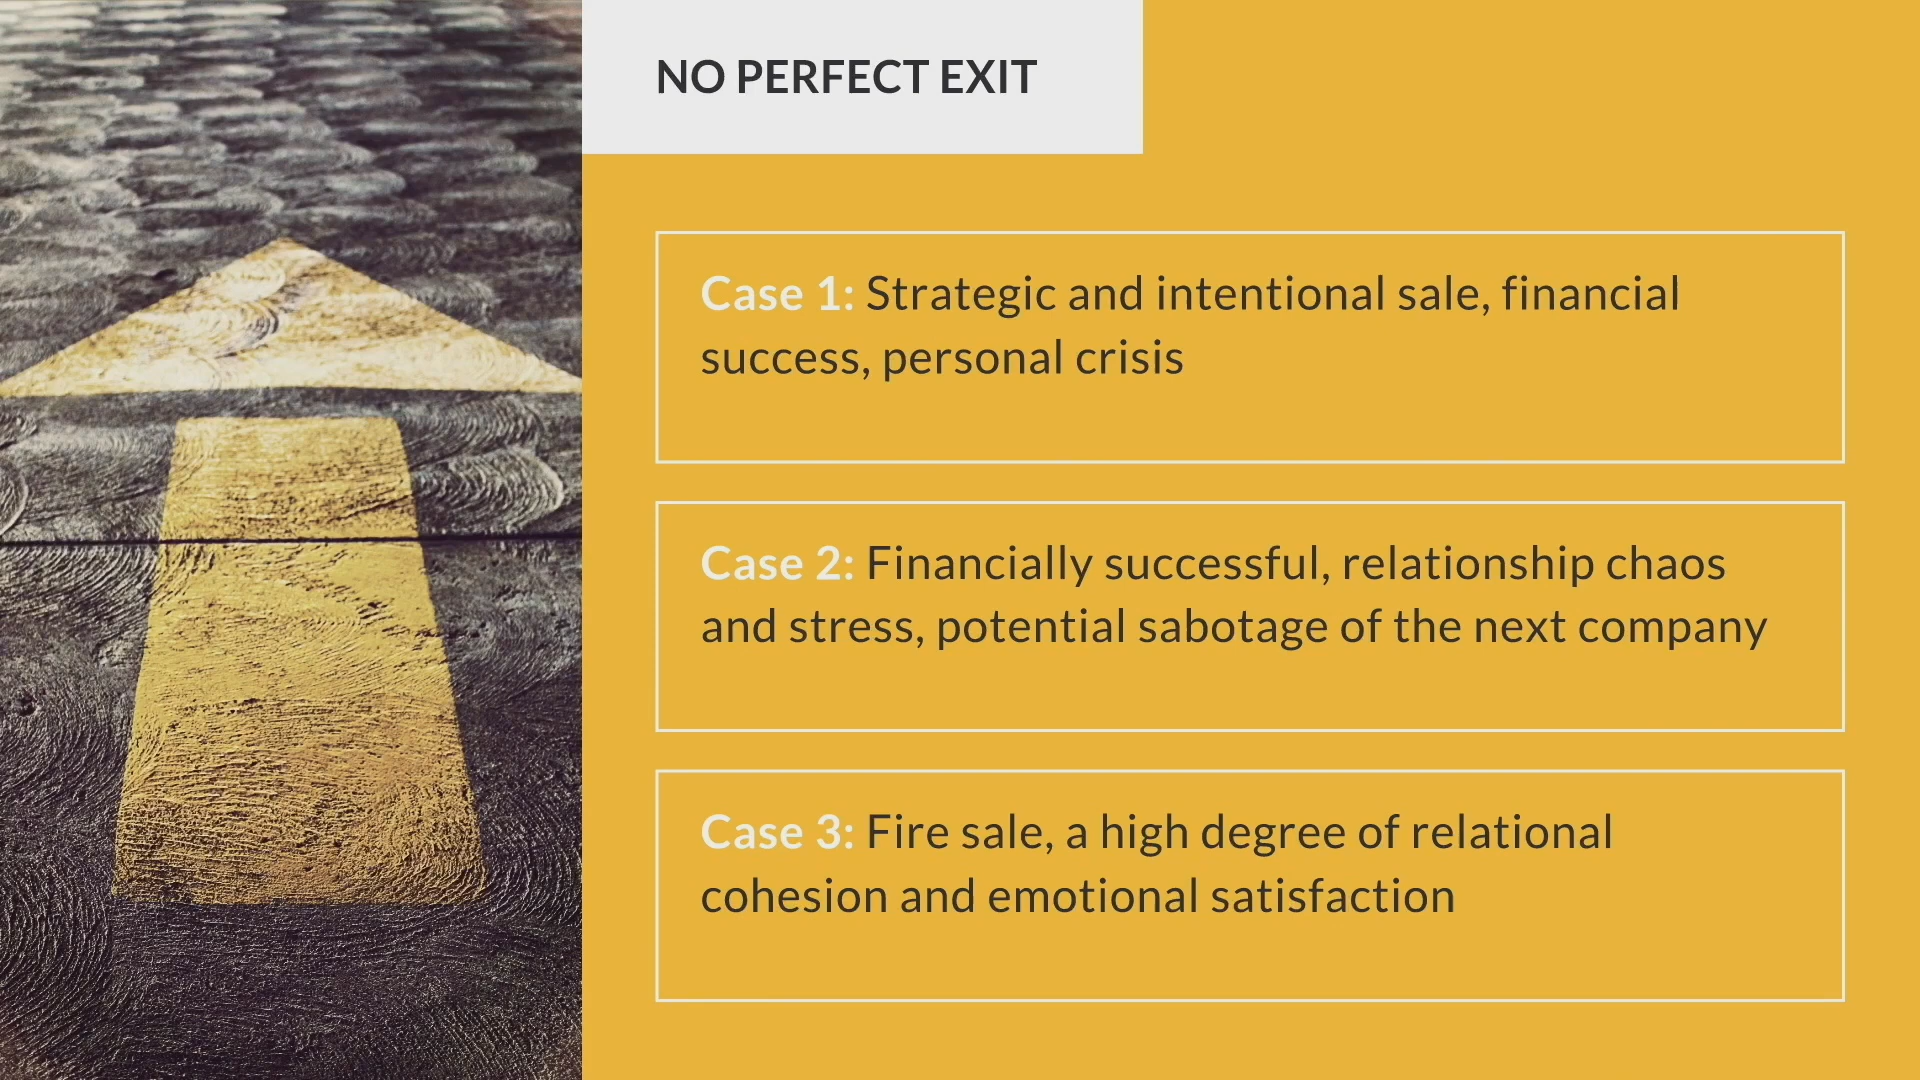 NO PERFECT EXIT
Case 1: Strategic and intentional sale, financial
success, personal crisis
Case 2: Financially successful, relationship chaos
and stress, potential sabotage of the next company
Case 3: Fire sale, a high degree of relational
cohesion and emotional satisfaction